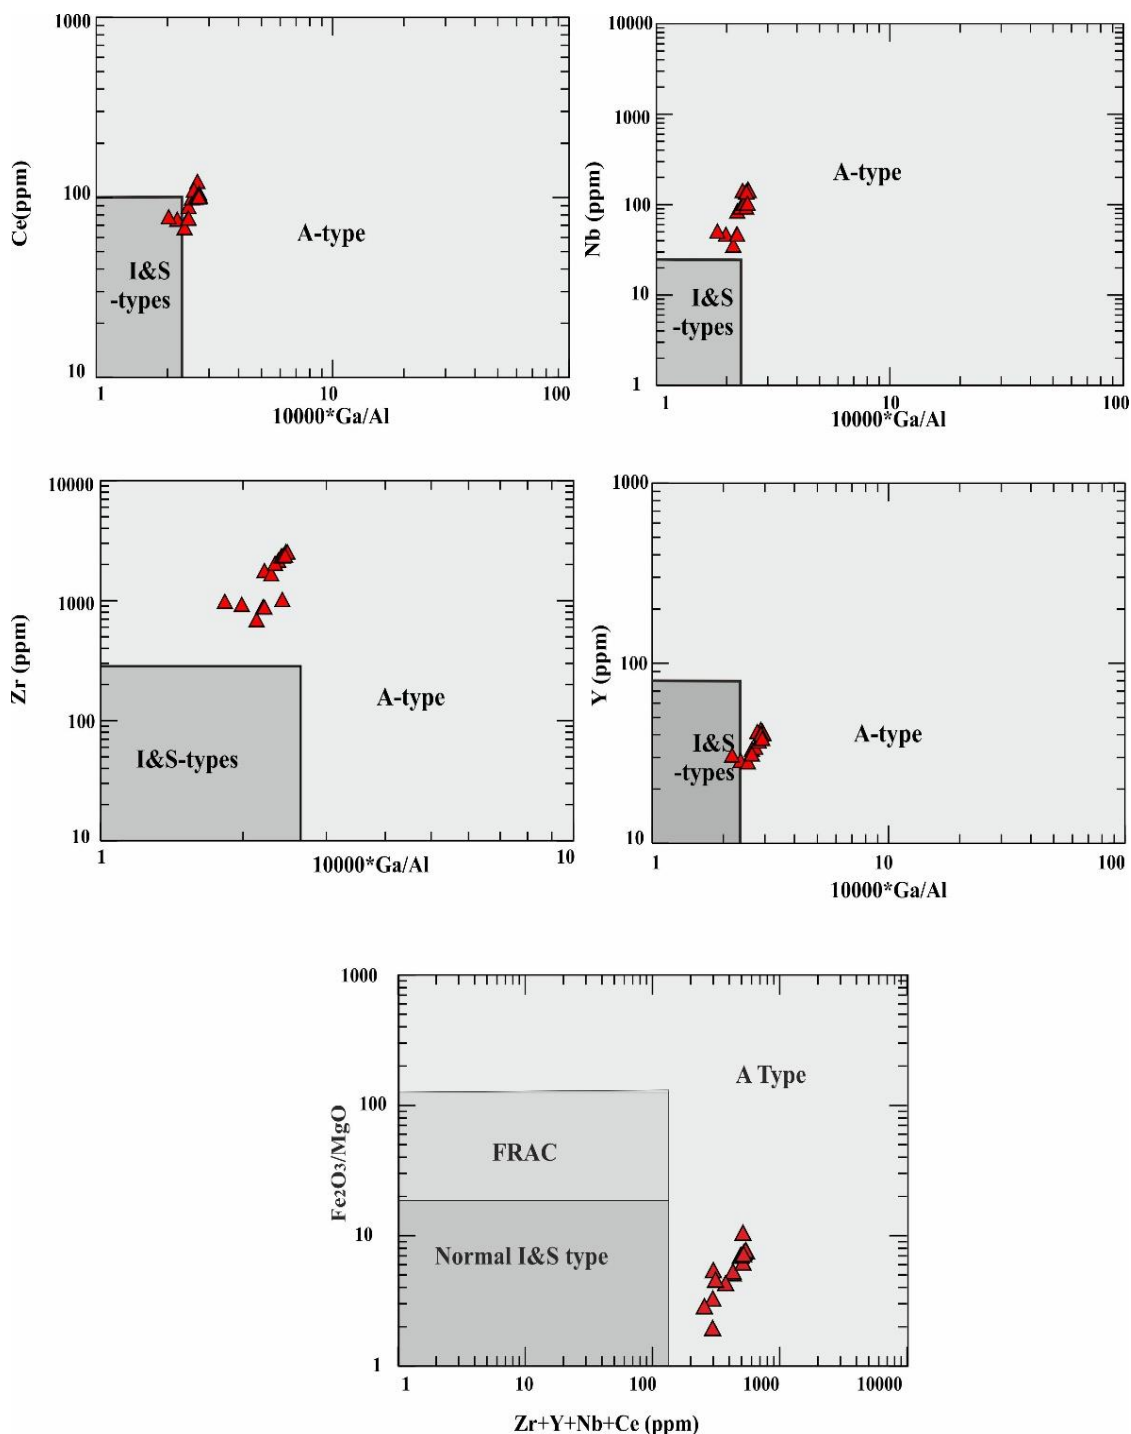 1000
100
10
Ce(ppm)
A-type
I&S
-types
1
10
100
10000*Ga/Al
10000
1000
100
10
1
Nb (ppm)
A-type
I&S
-types
1
10
100
10000*Ga/Al
10000
1000
100
10
Zr (ppm)
A-type
I&S-types
1
10
10000*Ga/Al
1000
100
10
Y (ppm)
I&S
-types
A-type
1
10
100
10000*Ga/Al
1000
100
10
1
Fe₂O₃/MgO
A Type
FRAC
Normal I&S type
1
10
100
1000
10000
Zr+Y+Nb+Ce (ppm)